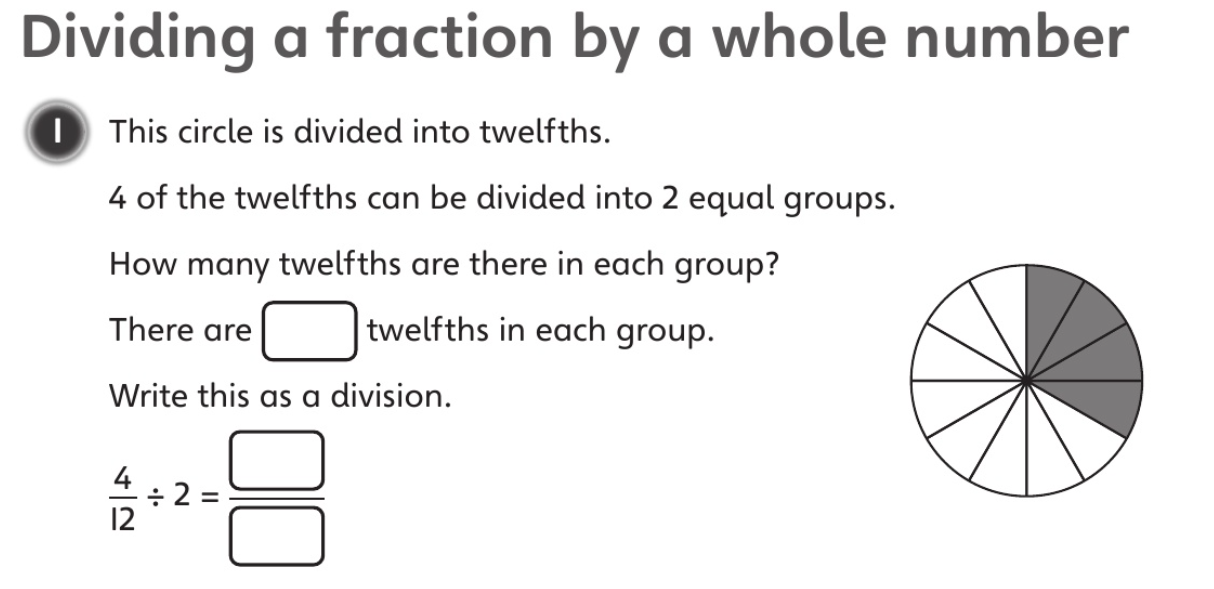 Dividing a fraction by a whole number
1 This circle is divided into twelfths.
4 of the twelfths can be divided into 2 equal groups.
How many twelfths are there in each group?
There are twelfths in each group.
Write this as a division.
4/12 ÷ 2 =